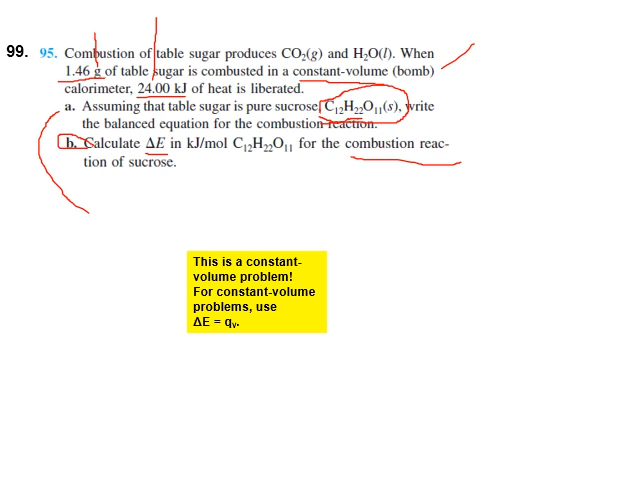 99. 95. Combustion of table sugar produces CO₂(g) and H₂O(l). When
1.46 g of table sugar is combusted in a constant-volume (bomb)
calorimeter, 24.00 kJ of heat is liberated.
a. Assuming that table sugar is pure sucrose, C₁₂H₂₂O₁₁(s), write
the balanced equation for the combustion reaction.
b. Calculate ΔE in kJ/mol C₁₂H₂₂O₁₁ for the combustion reac-
tion of sucrose.
This is a constant-
volume problem!
For constant-volume
problems, use
ΔE = qᵥ.